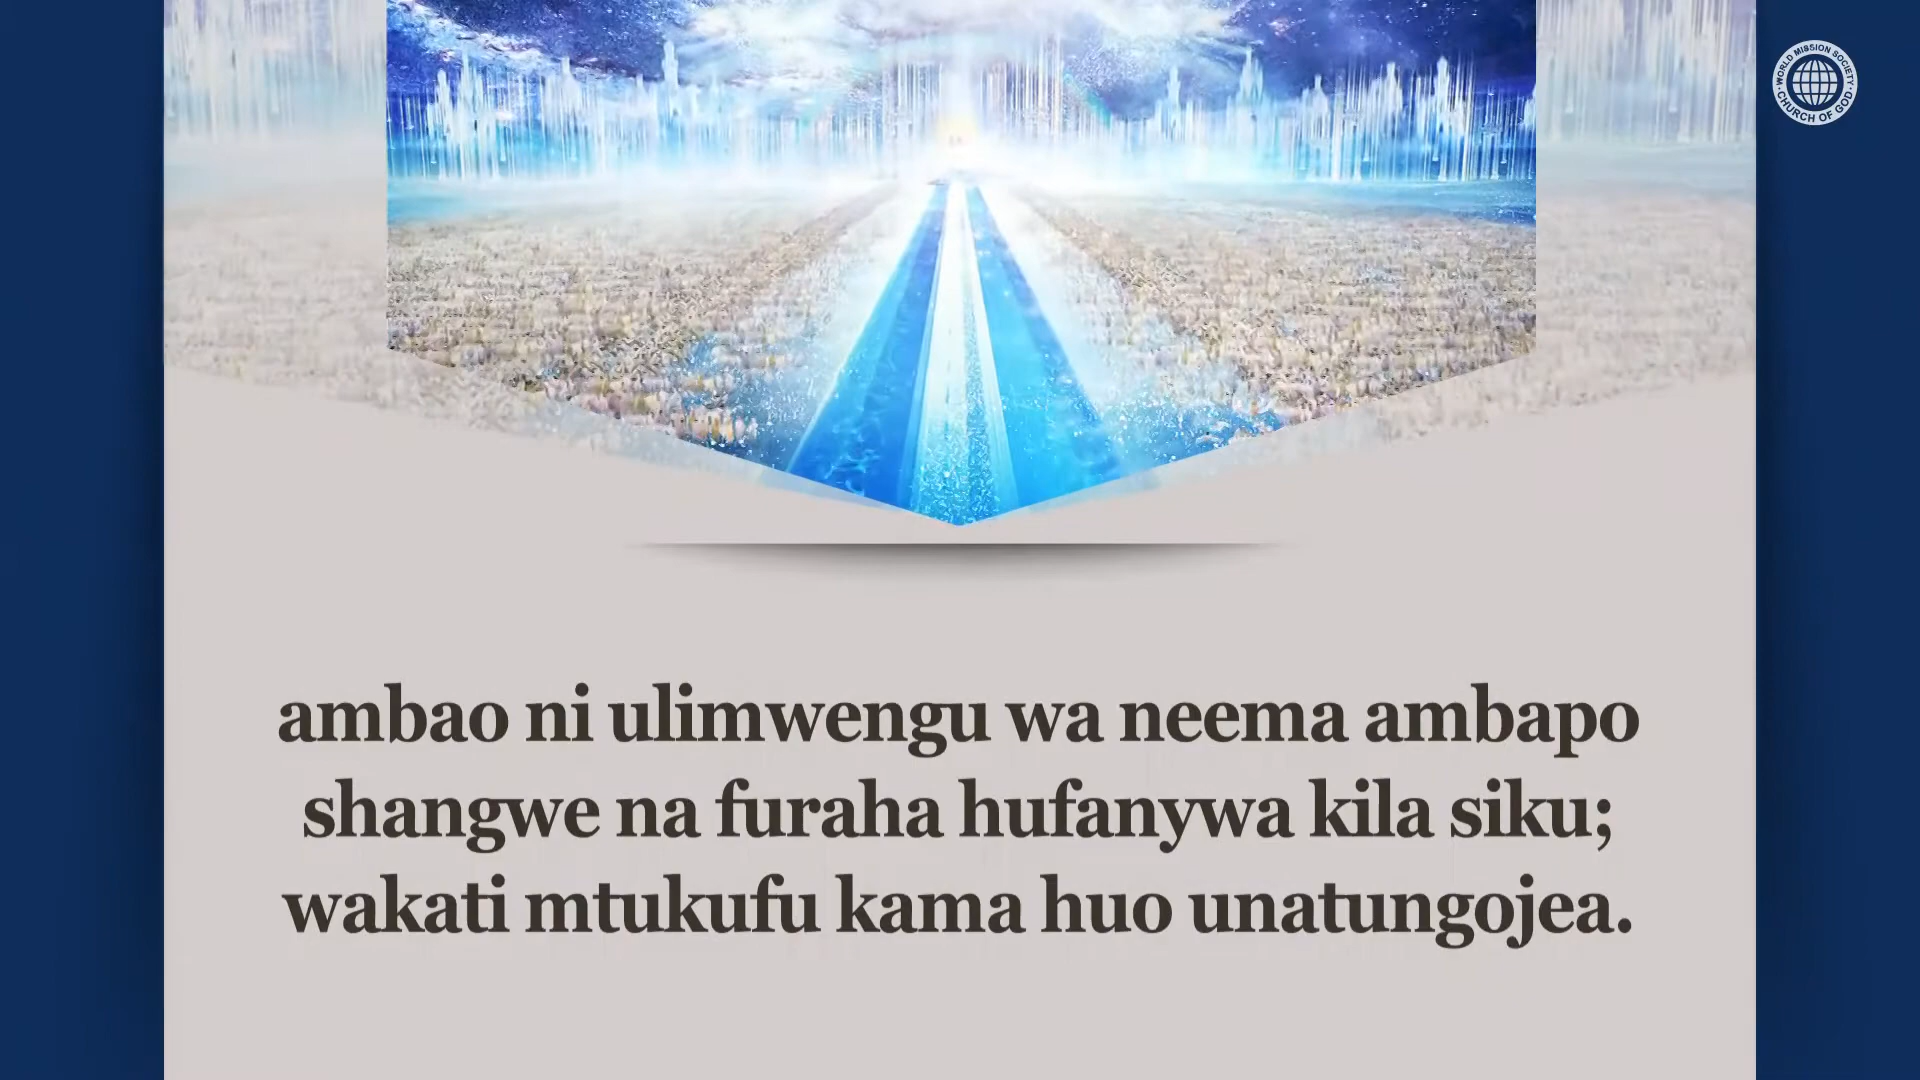 WORLD MISSION SOCIETY
CHURCH OF GOD
ambao ni ulimwengu wa neema ambapo
shangwe na furaha hufanywa kila siku;
wakati mtukufu kama huo unatungojea.